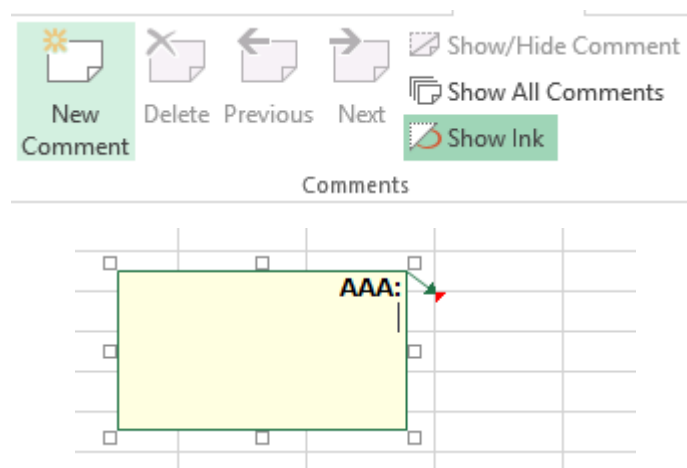 New Comment
Delete
Previous
Next
Show/Hide Comment
Show All Comments
Show Ink
Comments
AAA: